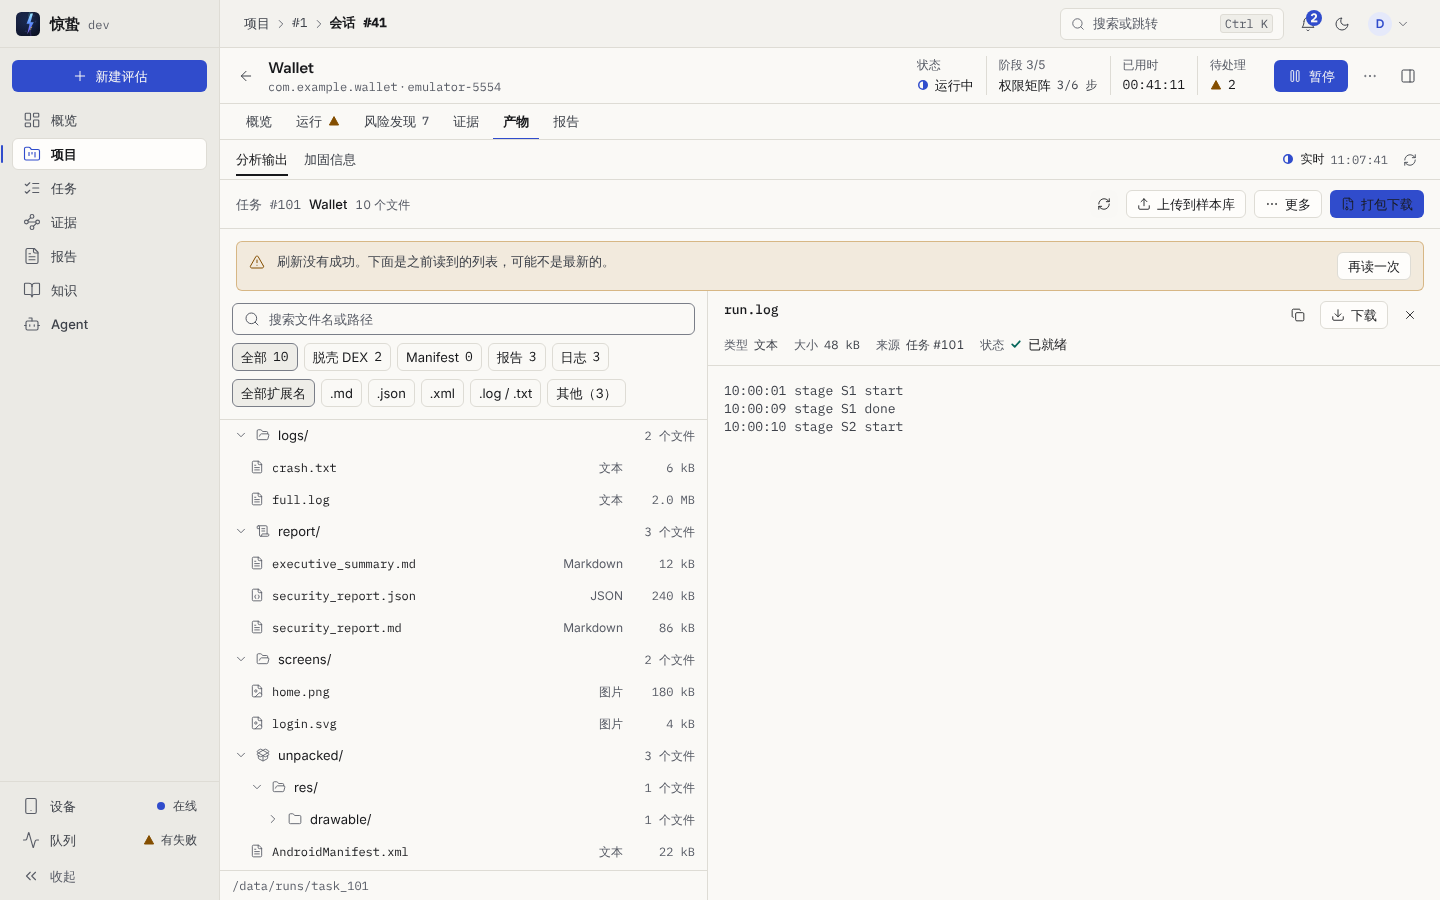 惊蛰 dev
项目 > #1 > 会话 #41
搜索或跳转 Ctrl K
2
D
新建评估
概览
项目
任务
证据
报告
知识
Agent
设备 在线
队列 有失败
收起
Wallet
com.example.wallet · emulator-5554
状态
运行中
阶段 3/5
权限矩阵 3/6 步
已用时
00:41:11
待处理
2
暂停
概览 运行 风险发现 7 证据 产物 报告
分析输出 加固信息
实时 11:07:41
任务 #101 Wallet 10 个文件
上传到样本库 更多 打包下载
刷新没有成功。下面是之前读到的列表，可能不是最新的。
再读一次
搜索文件名或路径
全部 10 脱壳 DEX 2 Manifest 0 报告 3 日志 3
全部扩展名 .md .json .xml .log / .txt 其他（3）
logs/ 2 个文件
crash.txt 文本 6 kB
full.log 文本 2.0 MB
report/ 3 个文件
executive_summary.md Markdown 12 kB
security_report.json JSON 240 kB
security_report.md Markdown 86 kB
screens/ 2 个文件
home.png 图片 180 kB
login.svg 图片 4 kB
unpacked/ 3 个文件
res/ 1 个文件
drawable/ 1 个文件
AndroidManifest.xml 文本 22 kB
/data/runs/task_101
run.log
下载
类型 文本 大小 48 kB 来源 任务 #101 状态 已就绪
10:00:01 stage S1 start
10:00:09 stage S1 done
10:00:10 stage S2 start